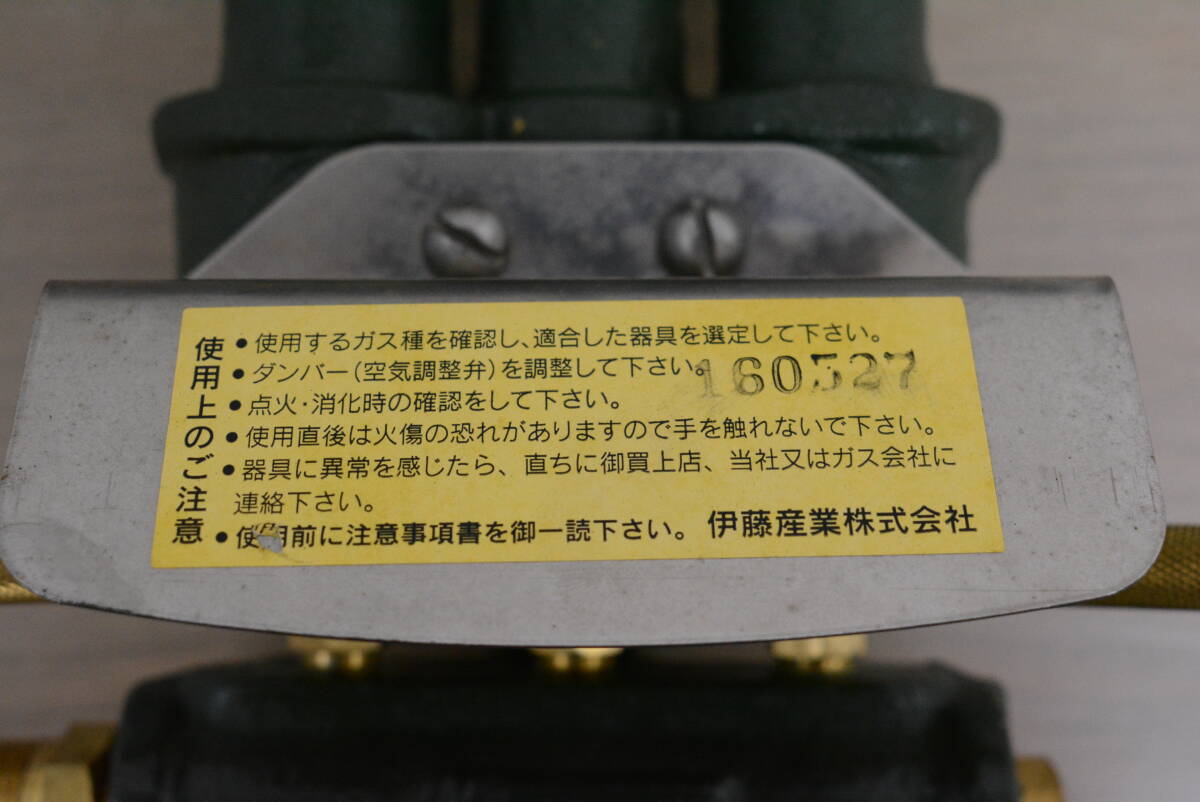 使用上のご注意
●使用するガス種を確認し、適合した器具を選定して下さい。
●ダンバー(空気調整弁)を調整して下さい。
160527
●点火・消化時の確認をして下さい。
●使用直後は火傷の恐れがありますので手を触れないで下さい。
●器具に異常を感じたら、直ちに御買上店、当社又はガス会社に
連絡下さい。
●使用前に注意事項書を御一読下さい。 伊藤産業株式会社